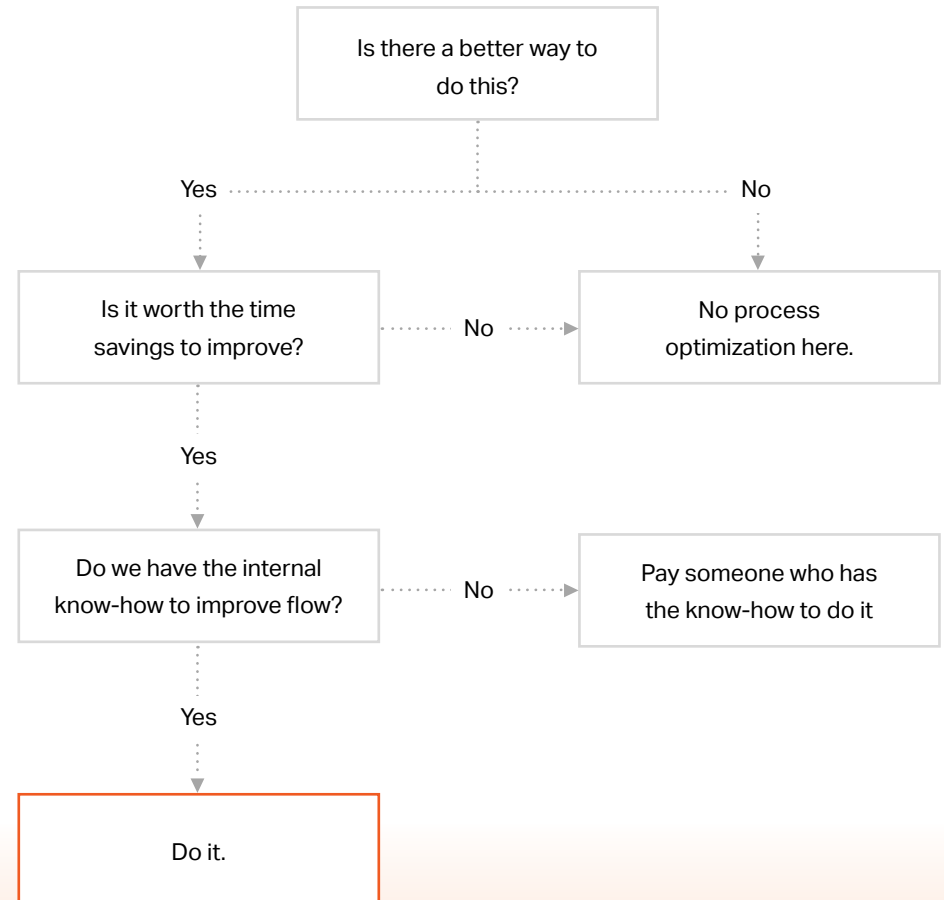 Is there a better way to
do this?
Yes
No
Is it worth the time
savings to improve?
No
No process
optimization here.
Yes
Do we have the internal
know-how to improve flow?
No
Pay someone who has
the know-how to do it
Yes
Do it.